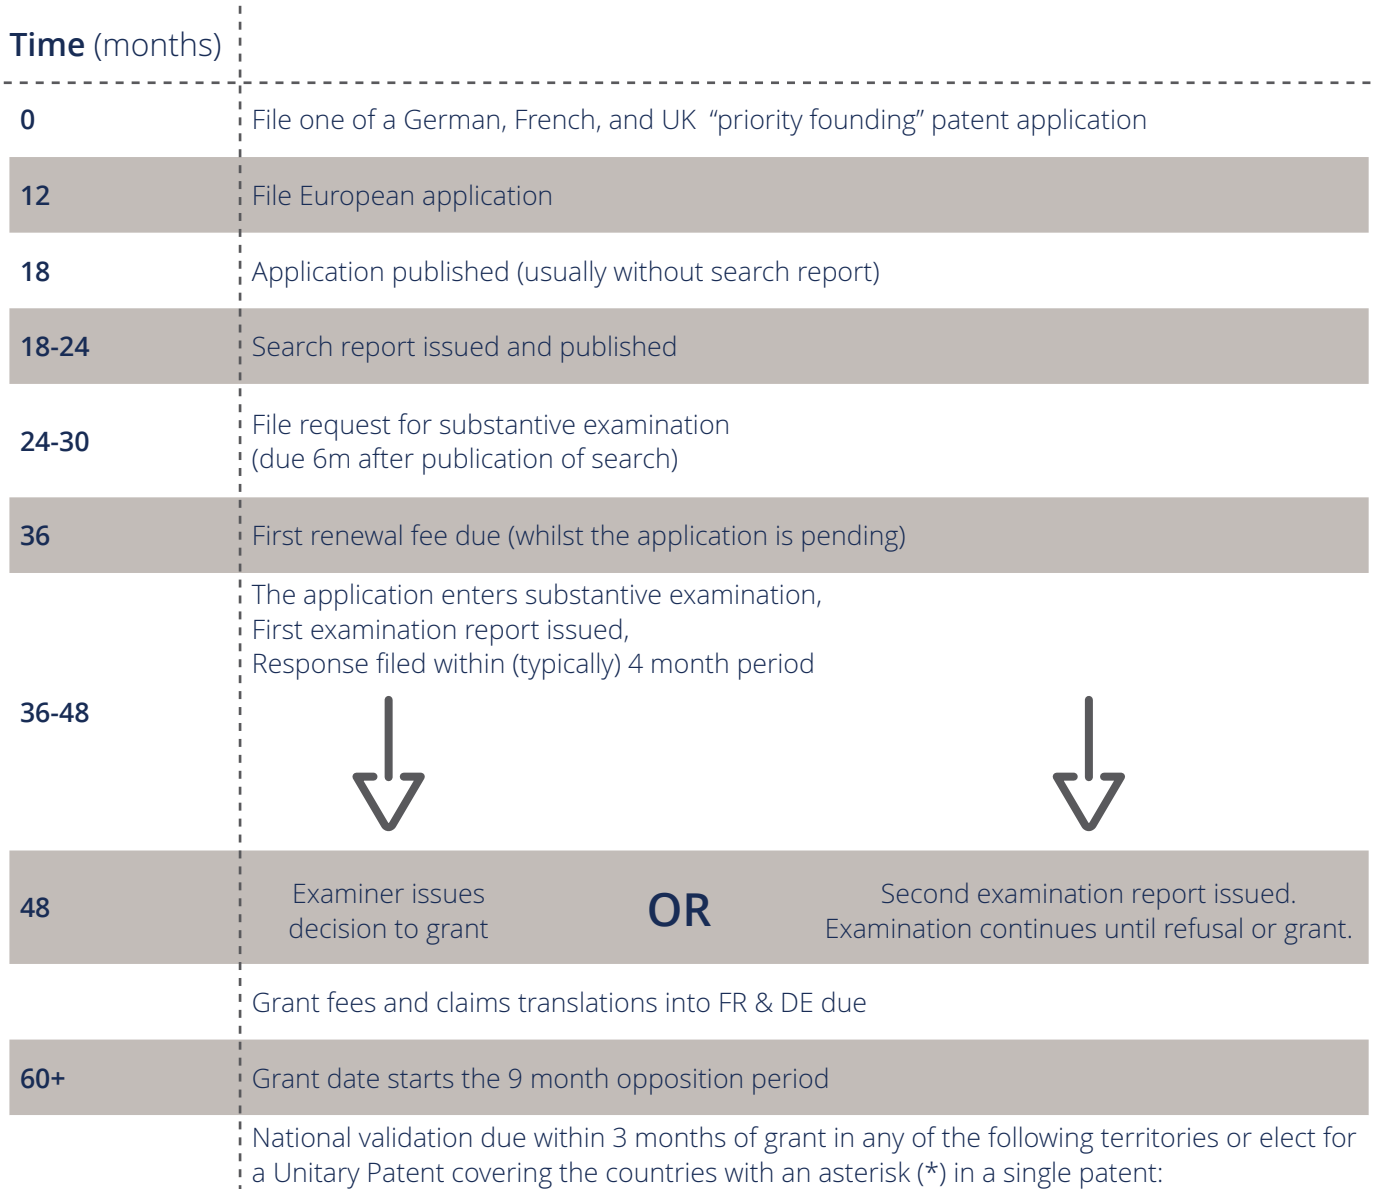 Time (months)
0
File one of a German, French, and UK “priority founding” patent application
12
File European application
18
Application published (usually without search report)
18-24
Search report issued and published
24-30
File request for substantive examination
(due 6m after publication of search)
36
First renewal fee due (whilst the application is pending)
36-48
The application enters substantive examination,
First examination report issued,
Response filed within (typically) 4 month period
48
Examiner issues
decision to grant
OR
Second examination report issued.
Examination continues until refusal or grant.
Grant fees and claims translations into FR & DE due
60+
Grant date starts the 9 month opposition period
National validation due within 3 months of grant in any of the following territories or elect for
a Unitary Patent covering the countries with an asterisk (*) in a single patent: